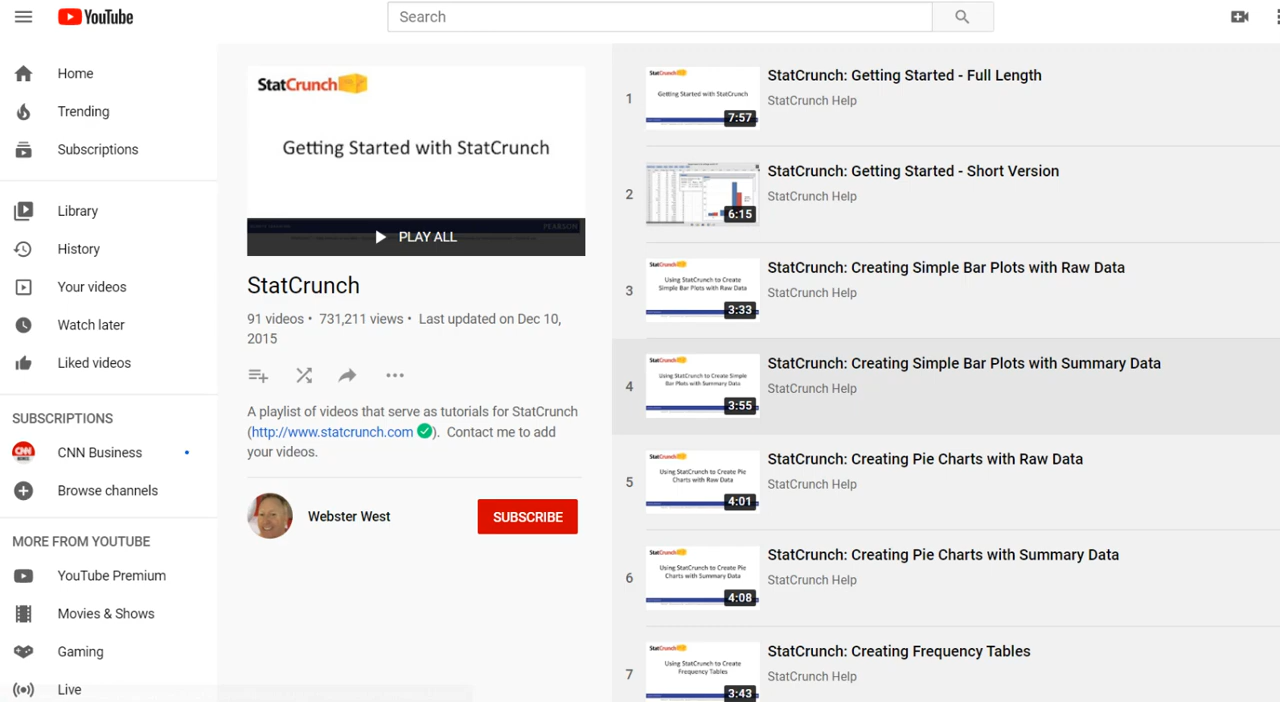 YouTube
Search
Home
Trending
Subscriptions
Library
History
Your videos
Watch later
Liked videos
SUBSCRIPTIONS
CNN Business
Browse channels
MORE FROM YOUTUBE
YouTube Premium
Movies & Shows
Gaming
Live
StatCrunch
Getting Started with StatCrunch
PEARSON
PLAY ALL
StatCrunch
91 videos • 731,211 views • Last updated on Dec 10,
2015
A playlist of videos that serve as tutorials for StatCrunch
(http://www.statcrunch.com ). Contact me to add
your videos.
Webster West
SUBSCRIBE
1
StatCrunch
Getting Started with StatCrunch
7:57
StatCrunch: Getting Started - Full Length
StatCrunch Help
2
6:15
StatCrunch: Getting Started - Short Version
StatCrunch Help
3
StatCrunch
Using StatCrunch to Create
Simple Bar Plots with Raw Data
3:33
StatCrunch: Creating Simple Bar Plots with Raw Data
StatCrunch Help
4
StatCrunch
Using StatCrunch to Create Simple
Bar Plots with Summary Data
3:55
StatCrunch: Creating Simple Bar Plots with Summary Data
StatCrunch Help
5
StatCrunch
Using StatCrunch to Create Pie
Charts with Raw Data
4:01
StatCrunch: Creating Pie Charts with Raw Data
StatCrunch Help
6
StatCrunch
Using StatCrunch to Create Pie
Charts with Summary Data
4:08
StatCrunch: Creating Pie Charts with Summary Data
StatCrunch Help
7
StatCrunch
Using StatCrunch to Create
Frequency Tables
3:43
StatCrunch: Creating Frequency Tables
StatCrunch Help